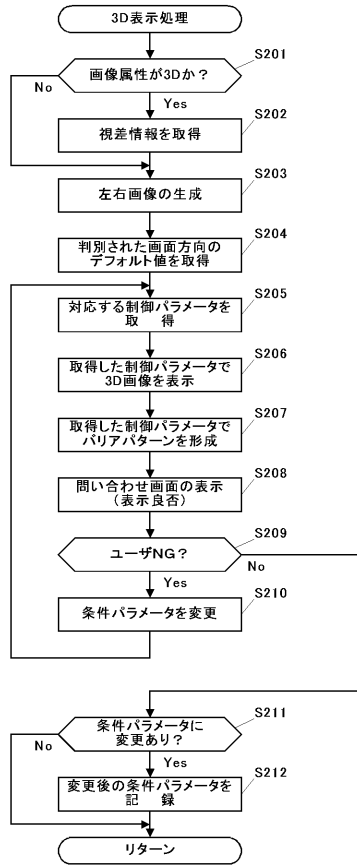 3D表示処理
S201
画像属性が3Dか？
No
Yes
S202
視差情報を取得
S203
左右画像の生成
S204
判別された画面方向の
デフォルト値を取得
S205
対応する制御パラメータを
取　得
S206
取得した制御パラメータで
3D画像を表示
S207
取得した制御パラメータで
バリアパターンを形成
S208
問い合わせ画面の表示
（表示良否）
S209
ユーザNG？
No
Yes
S210
条件パラメータを変更
S211
条件パラメータに
変更あり？
No
Yes
S212
変更後の条件パラメータを
記　録
リターン